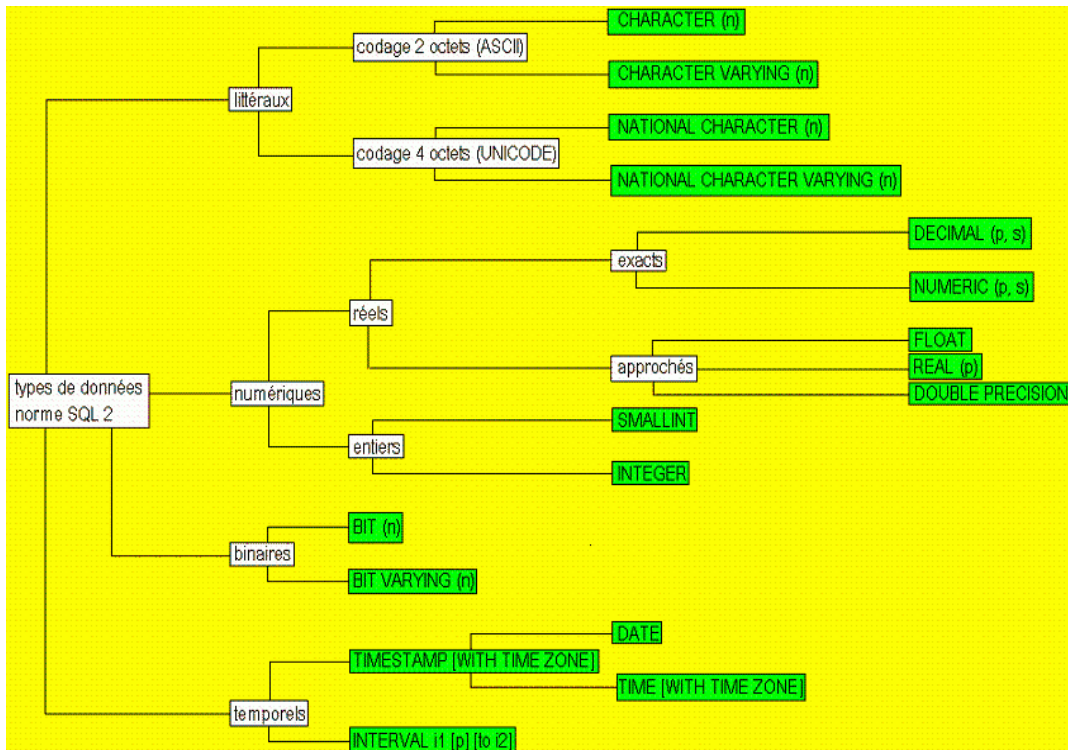 CHARACTER (n)
codage 2 octets (ASCII)
CHARACTER VARYING (n)
littéraux
NATIONAL CHARACTER (n)
codage 4 octets (UNICODE)
NATIONAL CHARACTER VARYING (n)
DECIMAL (p, s)
exacts
NUMERIC (p, s)
réels
FLOAT
approchés
REAL (p)
DOUBLE PRECISION
types de données
norme SQL 2
numériques
SMALLINT
entiers
INTEGER
BIT (n)
binaires
BIT VARYING (n)
DATE
TIMESTAMP [WITH TIME ZONE]
TIME [WITH TIME ZONE]
temporels
INTERVAL i1 [p] [to i2]